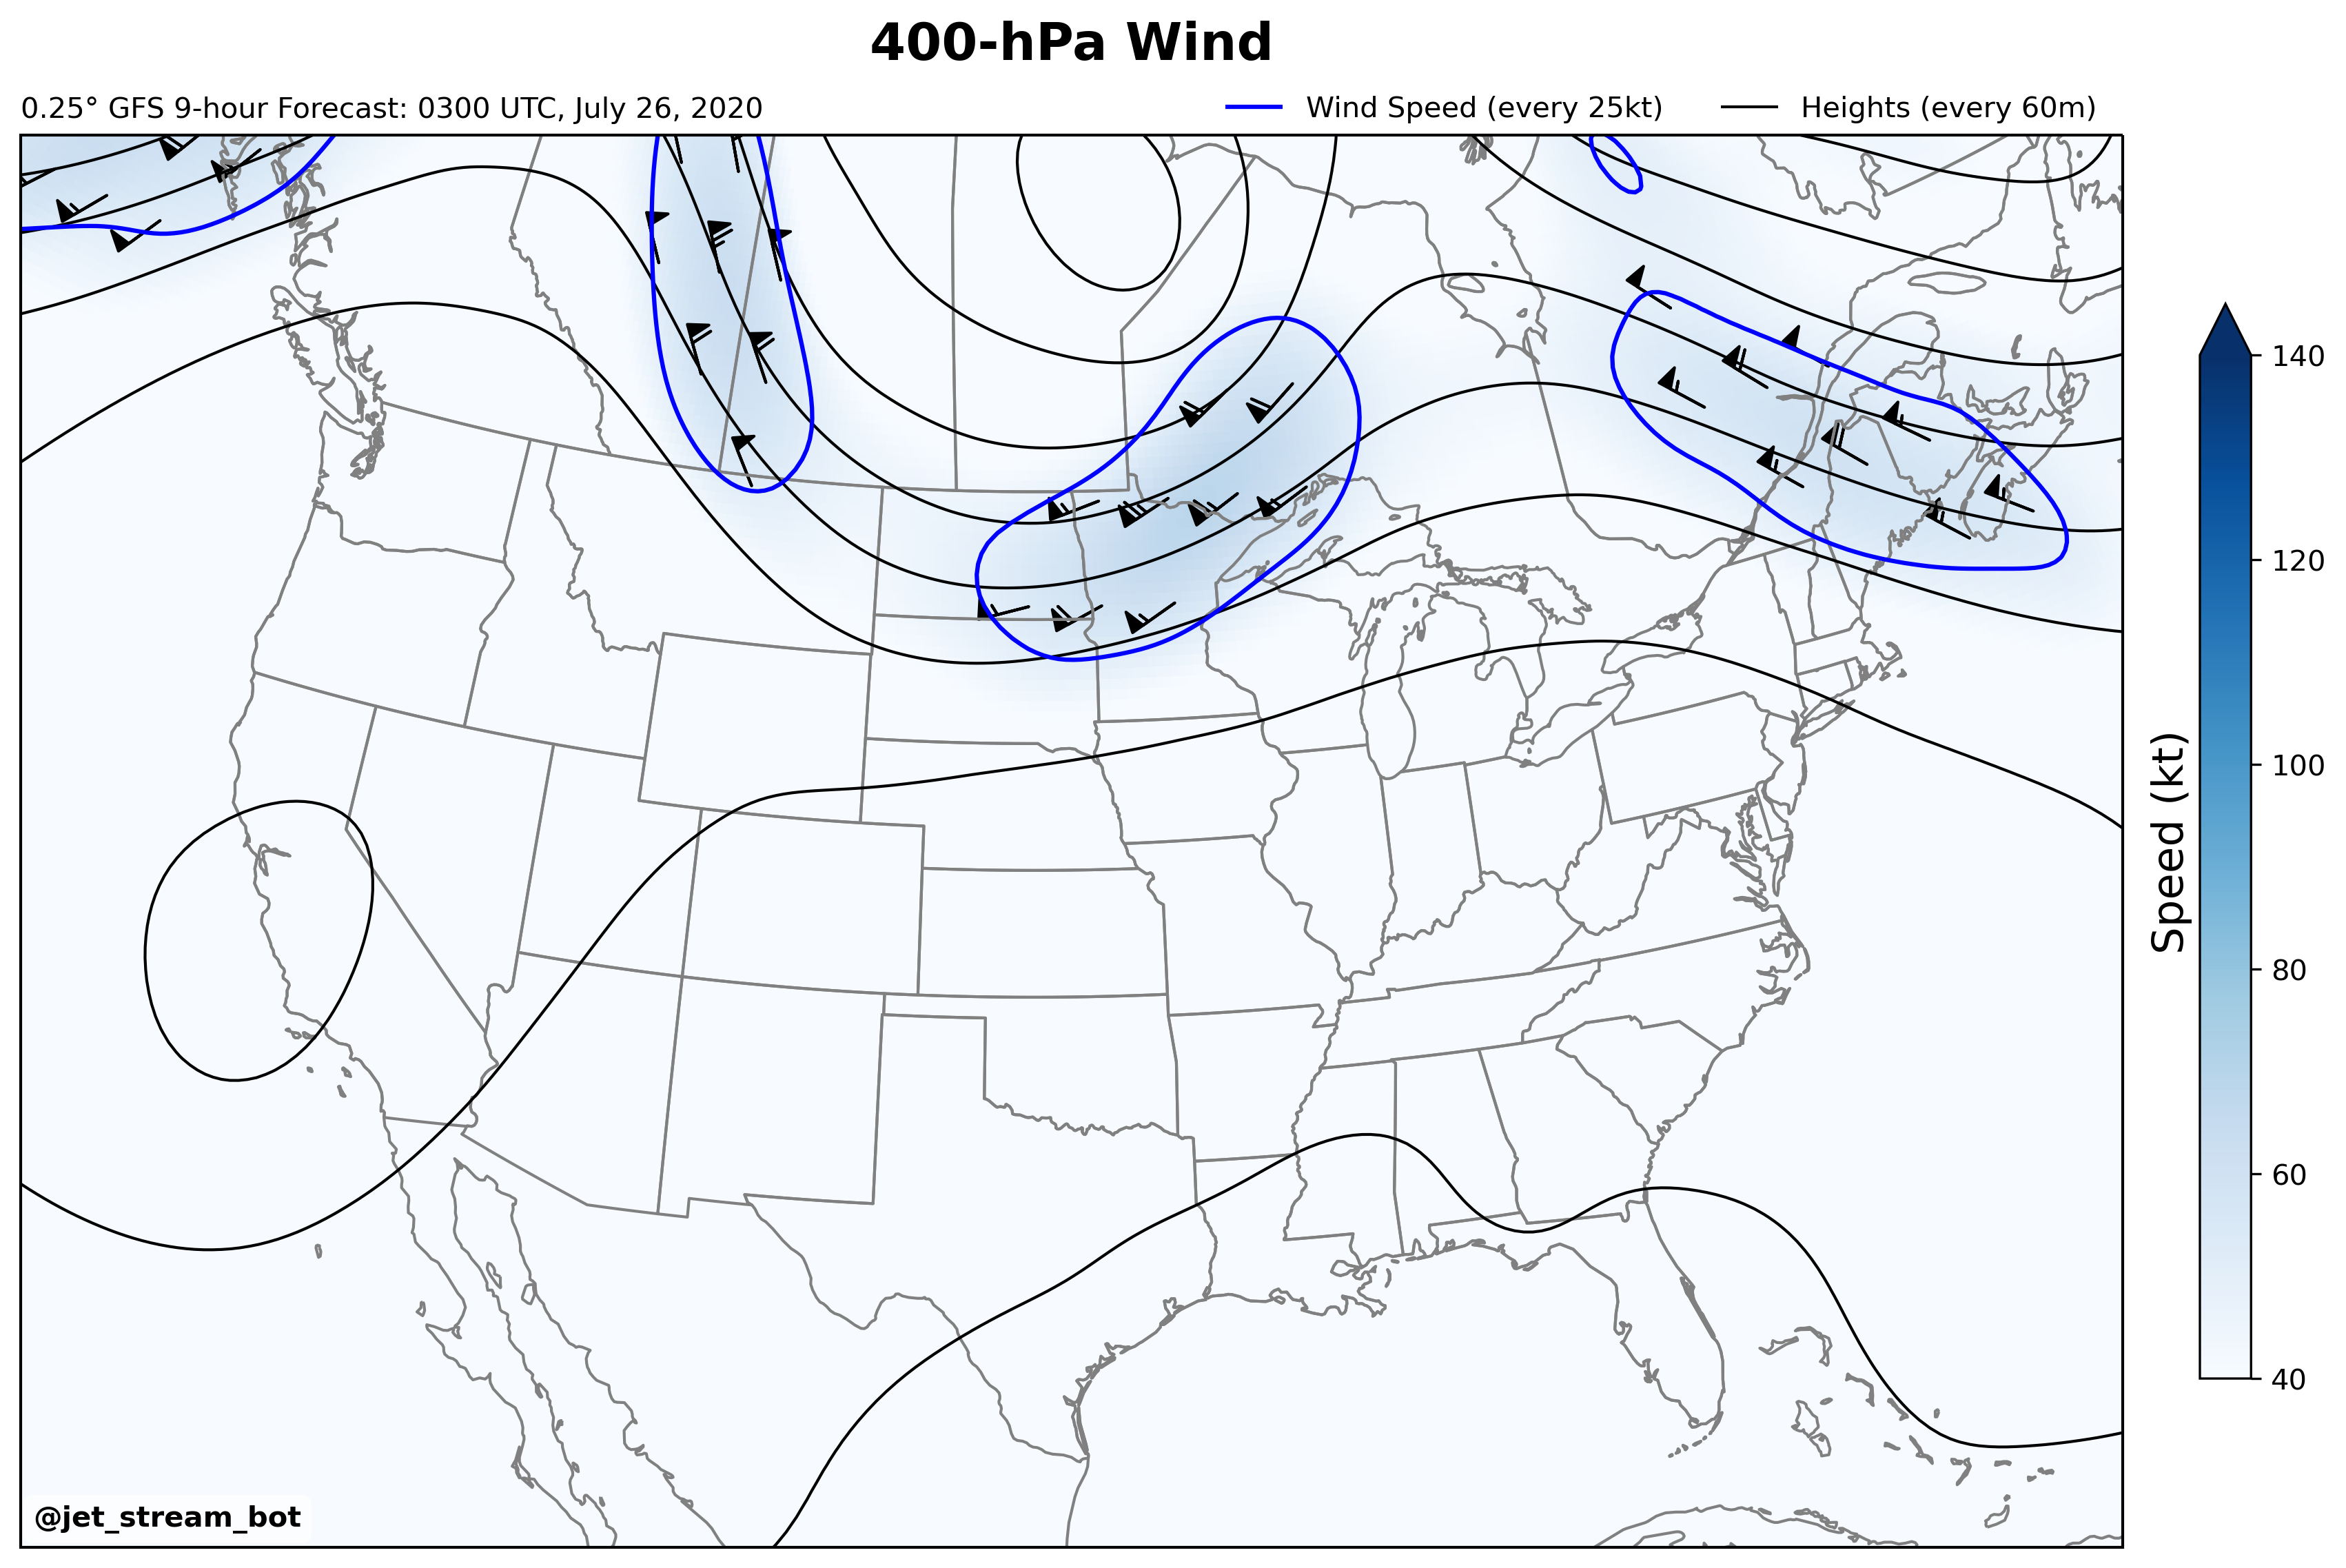 400-hPa Wind
0.25° GFS 9-hour Forecast: 0300 UTC, July 26, 2020
Wind Speed (every 25kt)
Heights (every 60m)
140
120
100
80
60
40
Speed (kt)
@jet_stream_bot